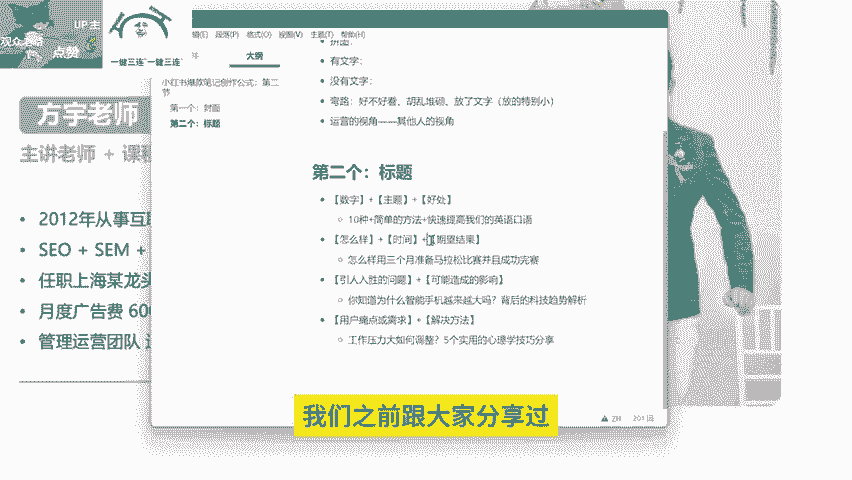 UP主
观众老爷
点赞
一键三连 一键三连
方宇老师
主讲老师 + 课程
2012年从事互联
SEO + SEM +
任职上海某龙头
月度广告费 600
管理运营团队
段落(P) 格式(O) 视图(V) 主题(T) 帮助(H)
大纲
小红书爆款笔记创作公式：第二节
第一个：封面
第二个：标题
拼图：
有文字：
没有文字：
弯路：好不好看、胡乱堆砌、放了文字（放的特别小）
运营的视角——其他人的视角
第二个：标题
【数字】+【主题】+【好处】
10种+简单的方法+快速提高我们的英语口语
【怎么样】+【时间】+【期望结果】
怎么样用三个月准备马拉松比赛并且成功完赛
【引人入胜的问题】+【可能造成的影响】
你知道为什么智能手机越来越大吗？背后的科技趋势解析
【用户痛点或需求】+【解决方法】
工作压力大如何调整？5个实用的心理学技巧分享
ZH 201 词
我们之前跟大家分享过